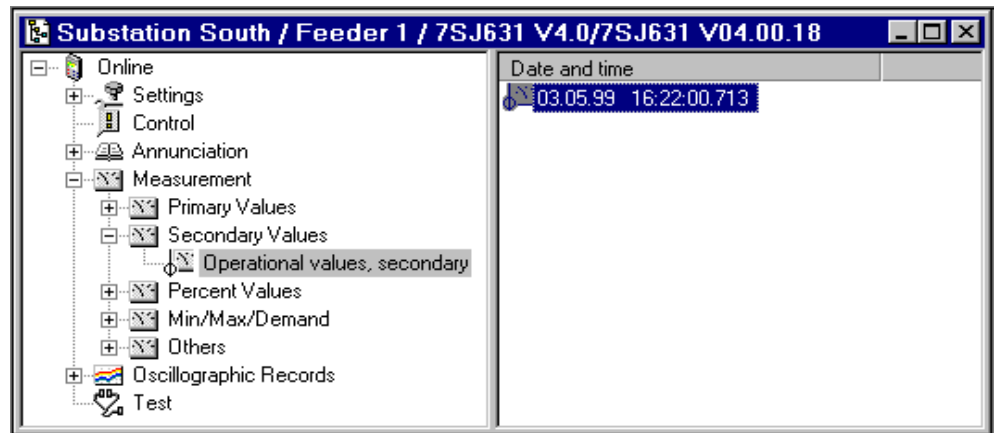 Substation South / Feeder 1 / 7SJ631 V4.0/7SJ631 V04.00.18
Online
Settings
Control
Annunciation
Measurement
Primary Values
Secondary Values
Operational values, secondary
Percent Values
Min/Max/Demand
Others
Oscillographic Records
Test
Date and time
03.05.99 16:22:00.713